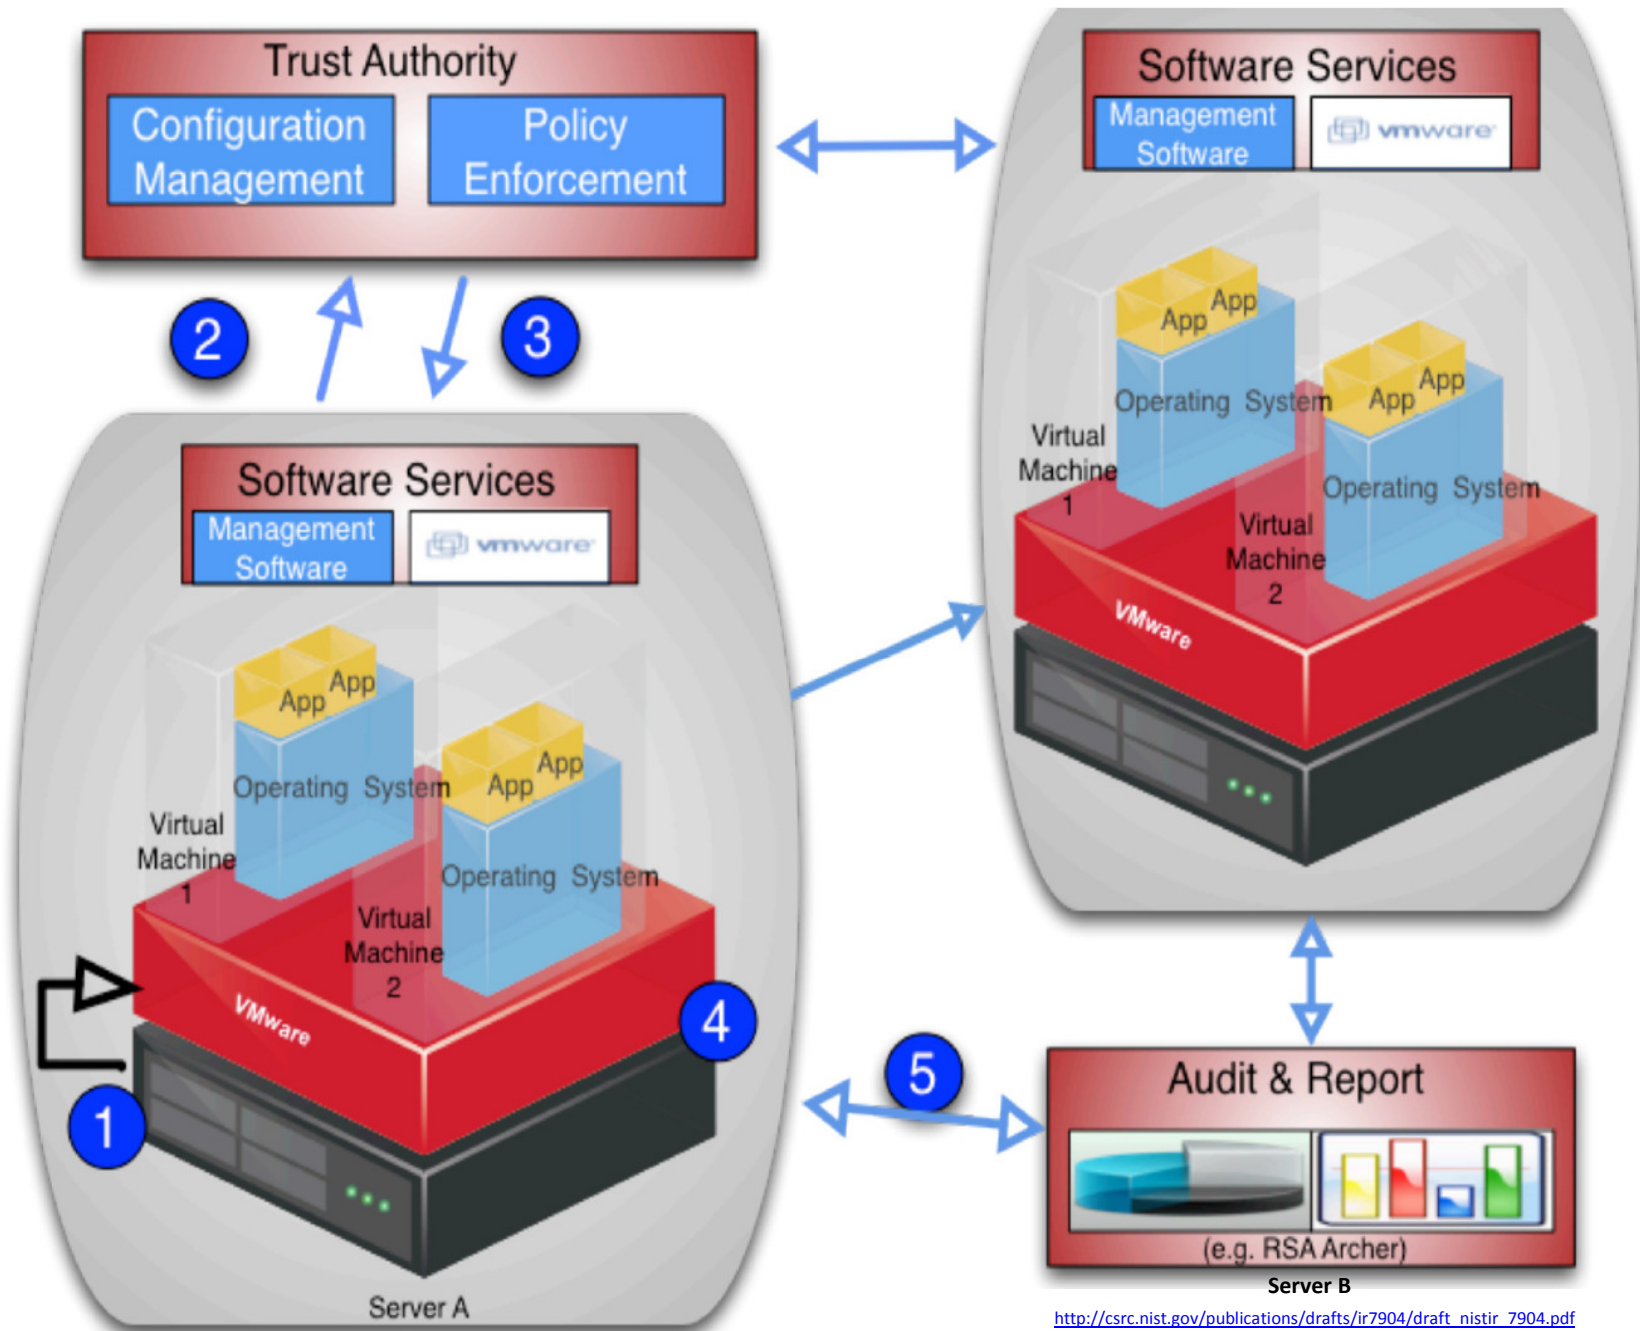 Trust Authority
Configuration
Management
Policy
Enforcement
Software Services
Management
Software
vmware
App
App
Operating System
Virtual
Machine
1
App
App
Operating System
Virtual
Machine
2
VMware
2
3
Software Services
Management
Software
vmware
App
App
Operating System
Virtual
Machine
1
App
App
Operating System
Virtual
Machine
2
VMware
1
4
Server A
5
Audit & Report
(e.g. RSA Archer)
Server B
http://csrc.nist.gov/publications/drafts/ir7904/draft_nistir_7904.pdf